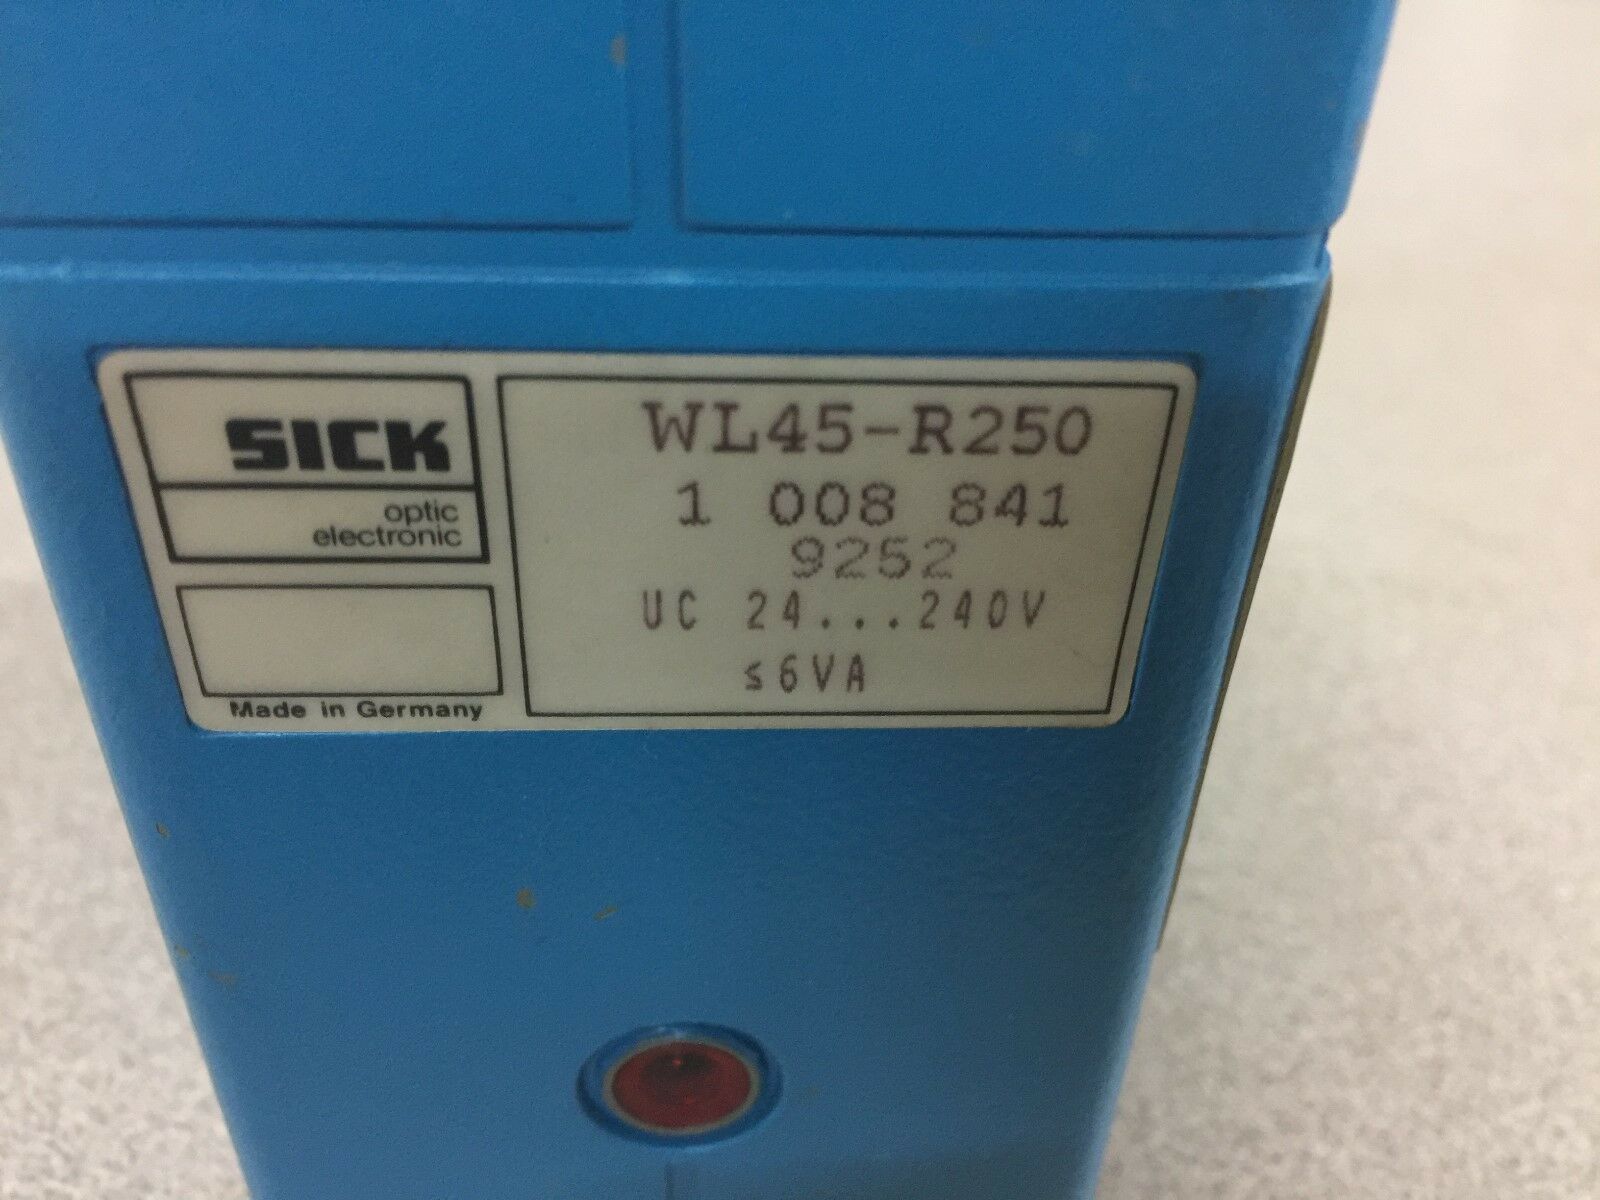 SICK
optic
electronic
Made in Germany
WL45-R250
1 008 841
9252
UC 24...240V
≤6VA